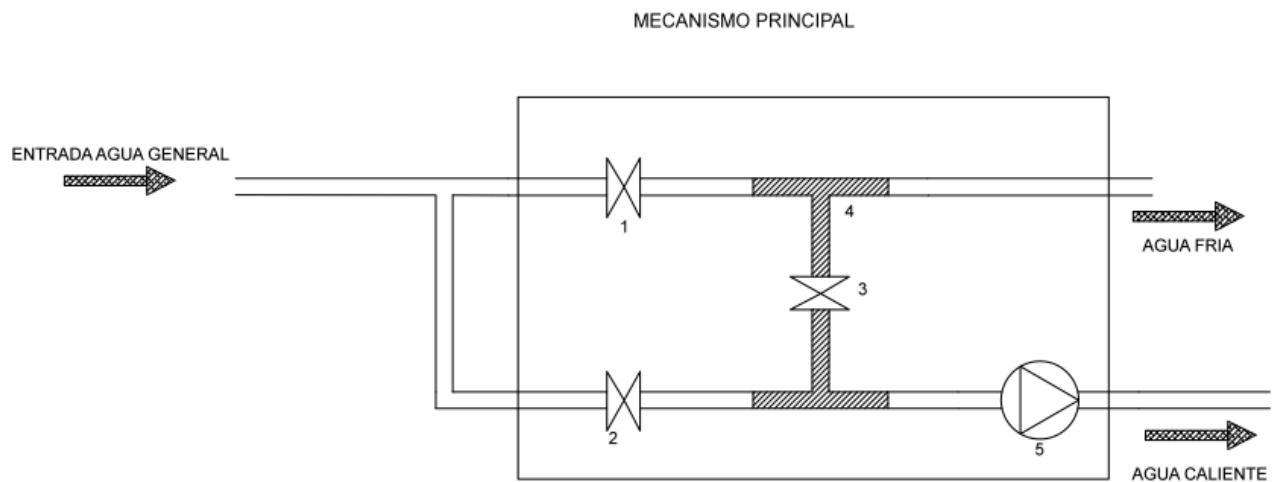 MECANISMO PRINCIPAL
ENTRADA AGUA GENERAL
1
4
AGUA FRIA
3
2
5
AGUA CALIENTE